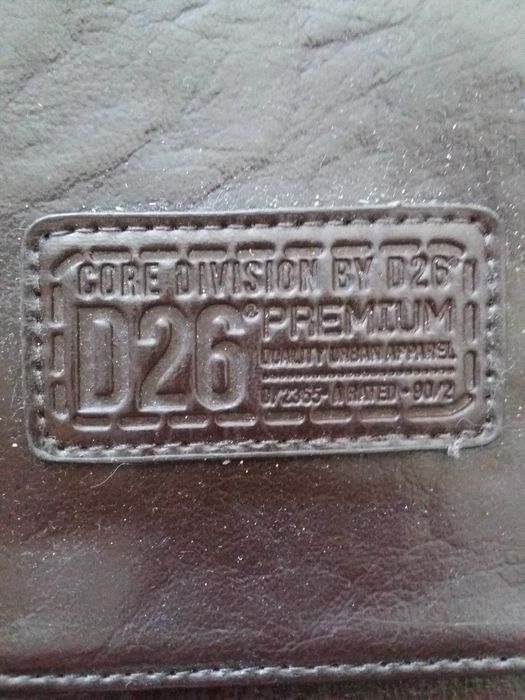 CORE DIVISION BY D26®
D26® PREMIUM
QUALITY URBAN APPAREL
C/2365-A RATED-90/2